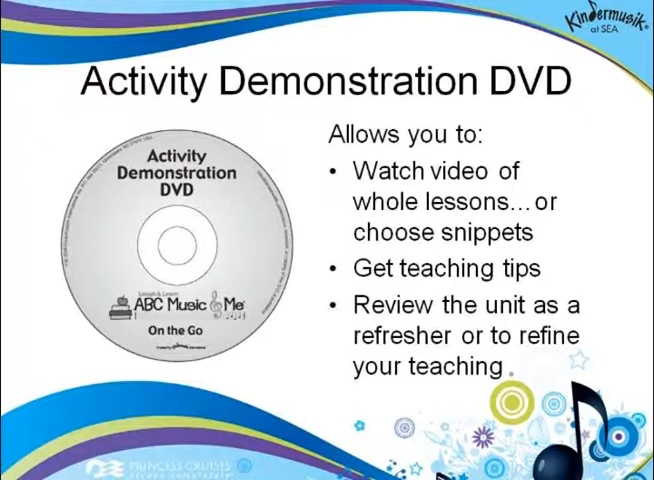 Kindermusik
at SEA
Activity Demonstration DVD
Allows you to:
• Watch video of
whole lessons...or
choose snippets
• Get teaching tips
• Review the unit as a
refresher or to refine
your teaching.
Activity
Demonstration
DVD
ABC Music & Me
On the Go
PRINCESS CRUISES
escape completely